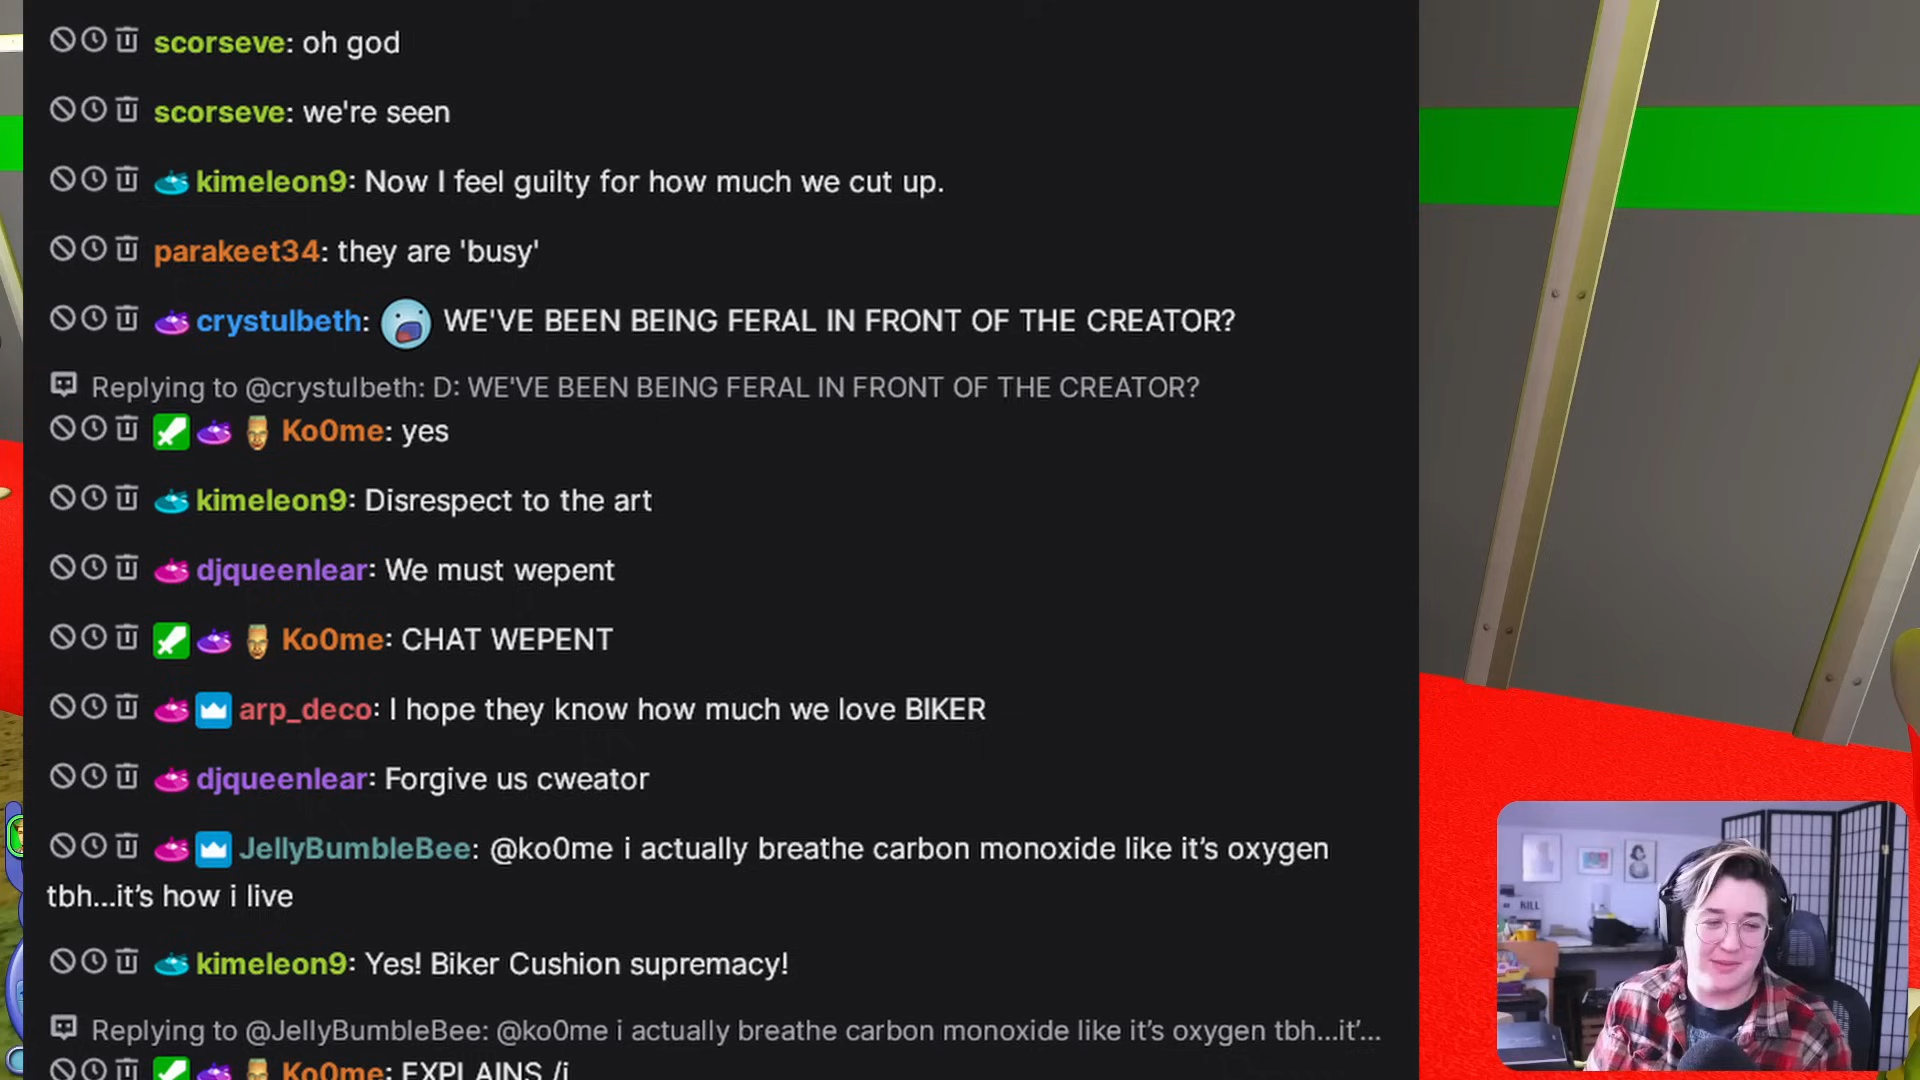 scorseve: oh god
scorseve: we're seen
kimeleon9: Now I feel guilty for how much we cut up.
parakeet34: they are 'busy'
crystulbeth: WE'VE BEEN BEING FERAL IN FRONT OF THE CREATOR?
Replying to @crystulbeth: D: WE'VE BEEN BEING FERAL IN FRONT OF THE CREATOR?
Ko0me: yes
kimeleon9: Disrespect to the art
djqueenlear: We must wepent
Ko0me: CHAT WEPENT
arp_deco: I hope they know how much we love BIKER
djqueenlear: Forgive us cweator
JellyBumbleBee: @ko0me i actually breathe carbon monoxide like it’s oxygen
tbh...it’s how i live
kimeleon9: Yes! Biker Cushion supremacy!
Replying to @JellyBumbleBee: @ko0me i actually breathe carbon monoxide like it’s oxygen tbh...it’...
Ko0me: EXPLAINS /j
KILL